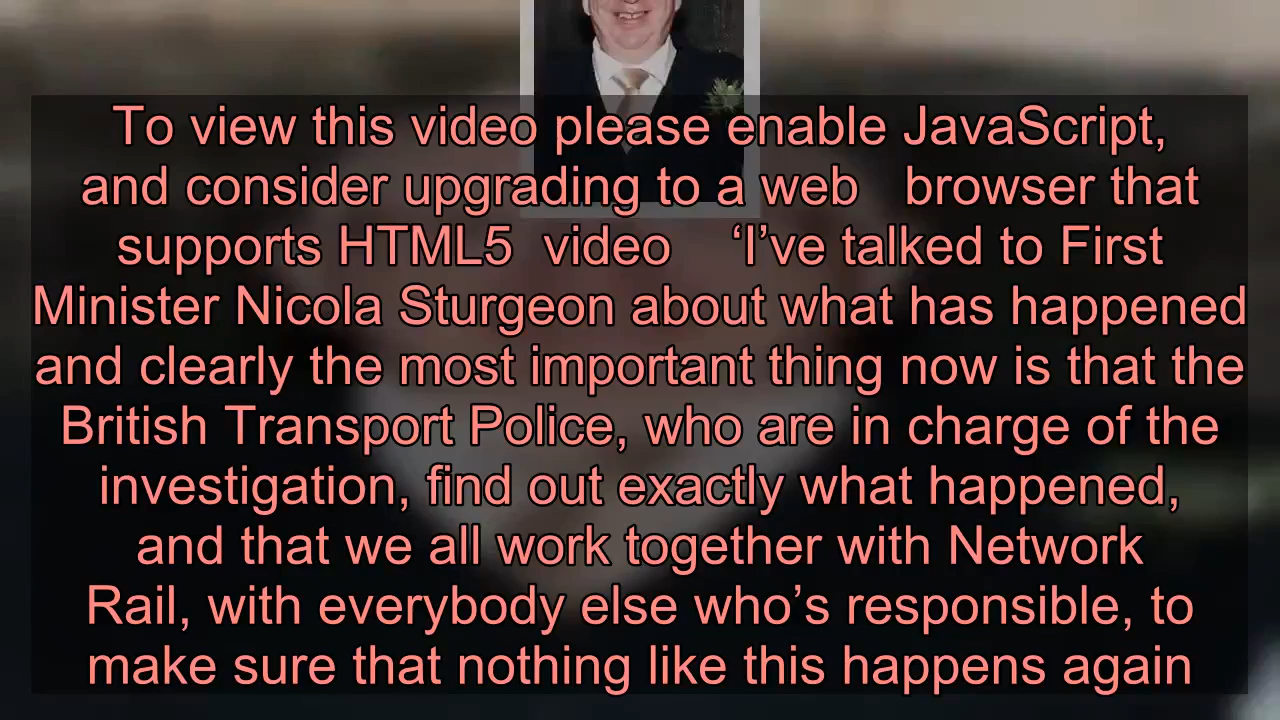 To view this video please enable JavaScript,
and consider upgrading to a web browser that
supports HTML5 video ‘I’ve talked to First
Minister Nicola Sturgeon about what has happened
and clearly the most important thing now is that the
British Transport Police, who are in charge of the
investigation, find out exactly what happened,
and that we all work together with Network
Rail, with everybody else who’s responsible, to
make sure that nothing like this happens again